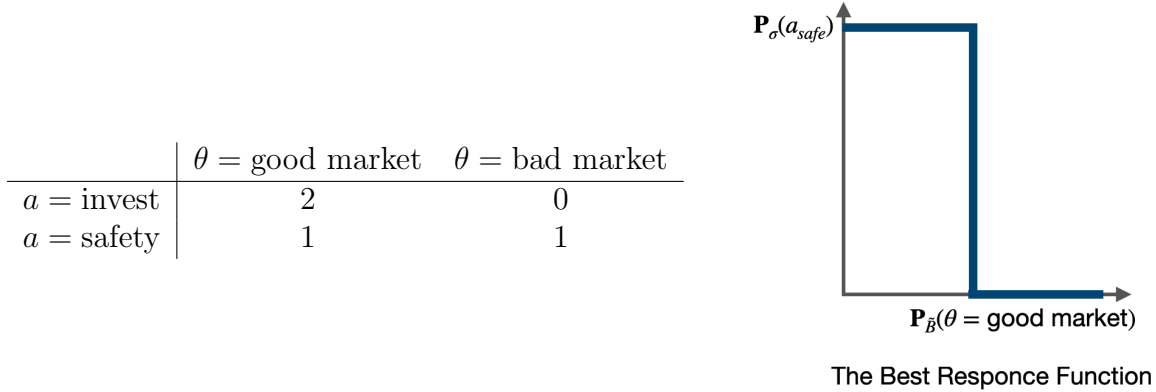 θ = good market θ = bad market
a = invest 2 0
a = safety 1 1
P_σ(a_safe)
P_B̃(θ = good market)
The Best Responce Function